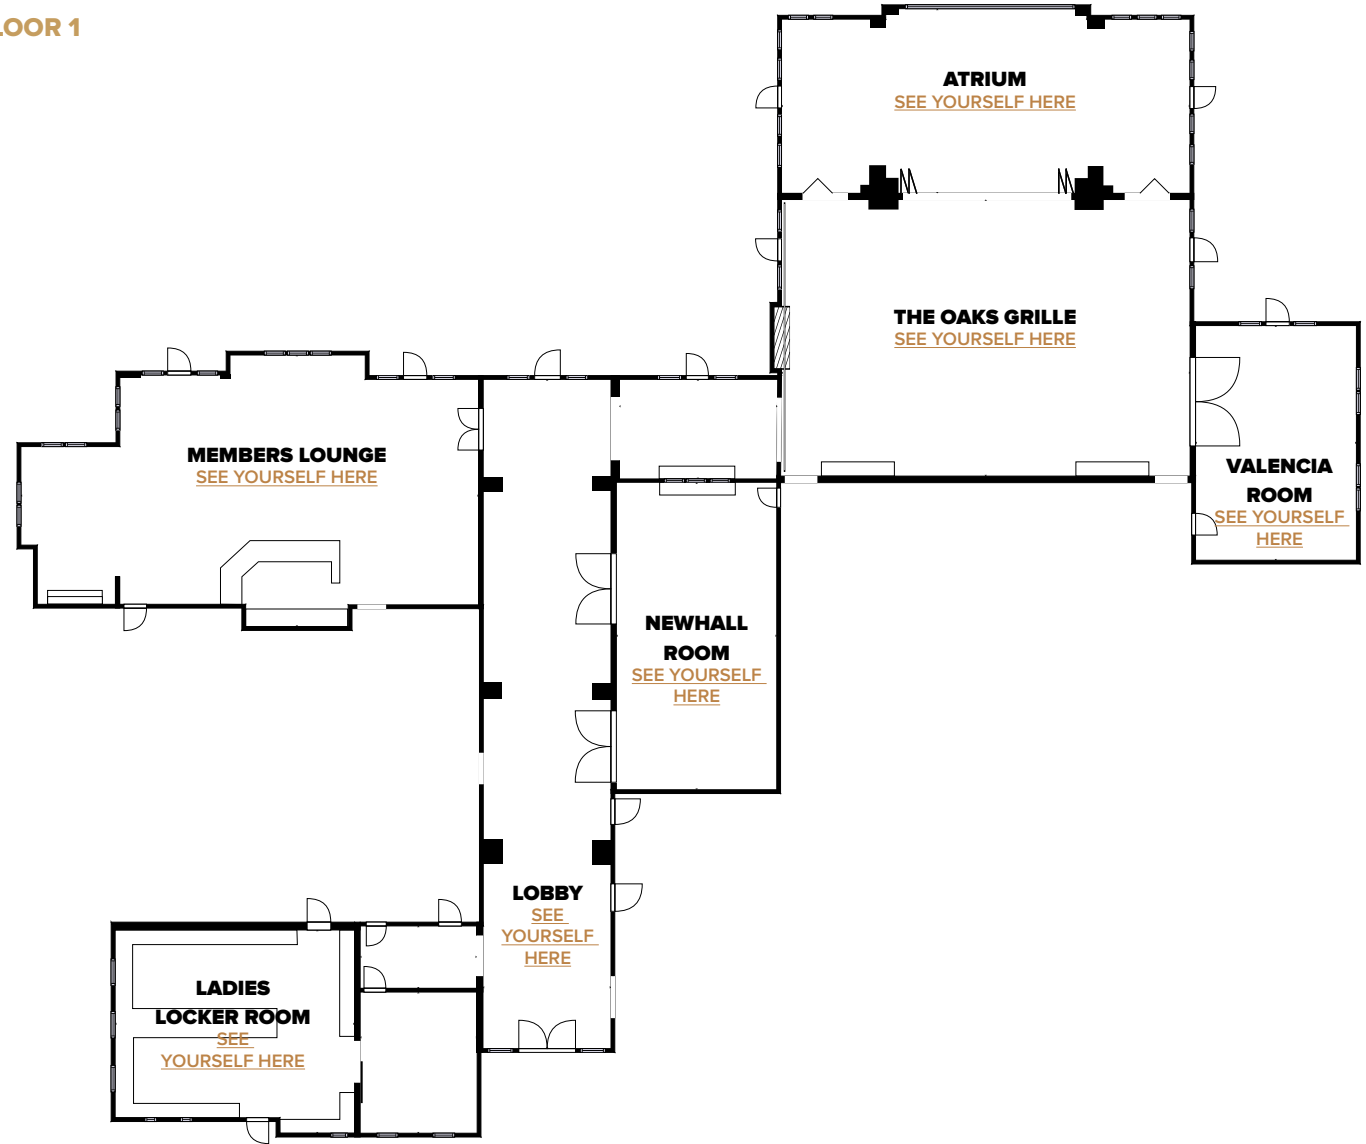 LOOR 1
ATRIUM
SEE YOURSELF HERE
THE OAKS GRILLE
SEE YOURSELF HERE
MEMBERS LOUNGE
SEE YOURSELF HERE
VALENCIA
ROOM
SEE YOURSELF
HERE
NEWHALL
ROOM
SEE YOURSELF
HERE
LOBBY
SEE
YOURSELF
HERE
LADIES
LOCKER ROOM
SEE
YOURSELF HERE